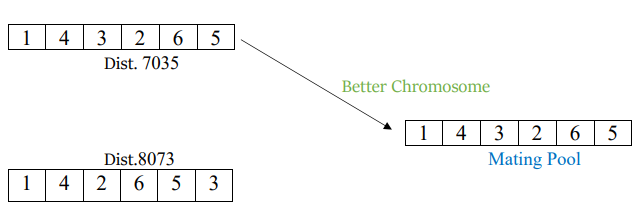 1 4 3 2 6 5
Dist. 7035
Better Chromosome
1 4 3 2 6 5
Mating Pool
Dist.8073
1 4 2 6 5 3